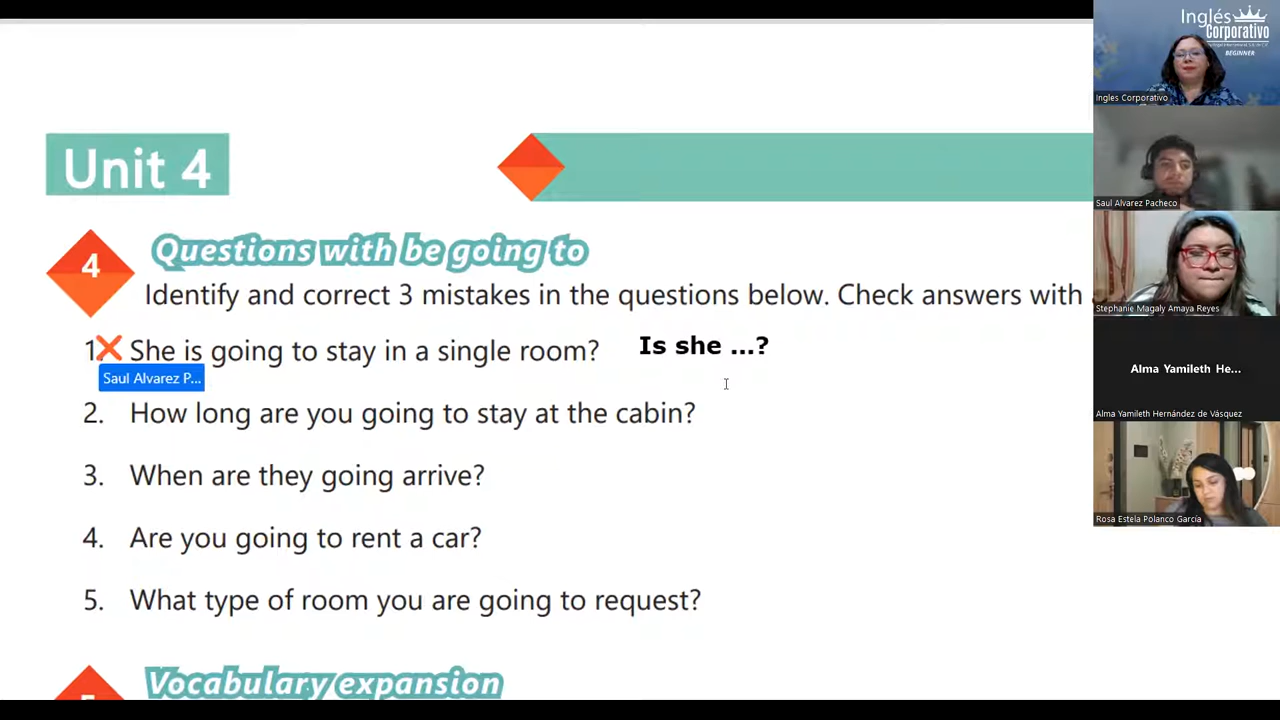 Unit 4
4
Questions with be going to
Identify and correct 3 mistakes in the questions below. Check answers with
1. She is going to stay in a single room? Is she ...?
Saul Alvarez P...
2. How long are you going to stay at the cabin?
3. When are they going arrive?
4. Are you going to rent a car?
5. What type of room you are going to request?
Vocabulary expansion
Inglés
Corporativo
BEGINNER
Ingles Corporativo
Saul Alvarez Pacheco
Stephanie Magaly Amaya Reyes
Alma Yamileth He...
Alma Yamileth Hernández de Vásquez
Rosa Estela Polanco García